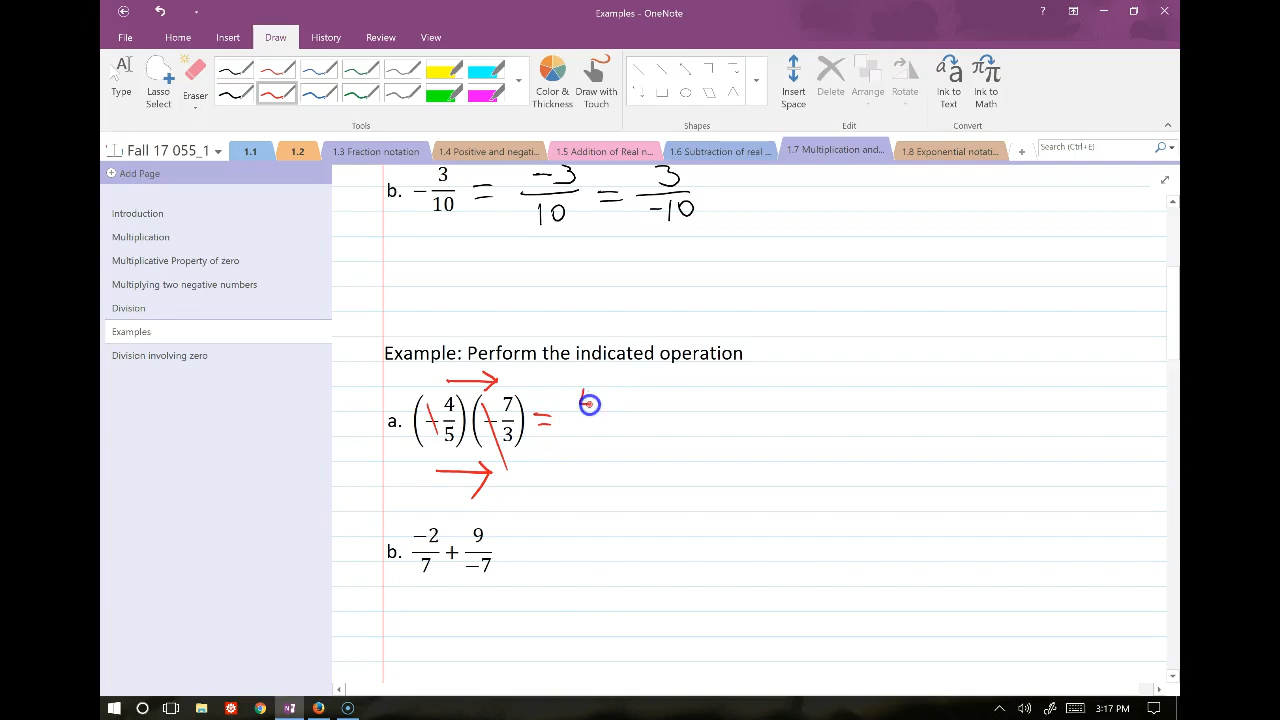 Examples - OneNote
?
File Home Insert Draw History Review View
Type
Lasso Select
Eraser
Color & Thickness
Draw with Touch
Insert Space
Delete
Arrange
Rotate
Ink to Text
Ink to Math
Tools Shapes Edit Convert
Fall 17 055_1 1.1 1.2 1.3 Fraction notation 1.4 Positive and negati... 1.5 Addition of Real n... 1.6 Subtraction of real ... 1.7 Multiplication and... 1.8 Exponential notati... + Search (Ctrl+E)
Add Page
Introduction
Multiplication
Multiplicative Property of zero
Multiplying two negative numbers
Division
Examples
Division involving zero
b. -3/10 = -3/10 = 3/-10
Example: Perform the indicated operation
a. (-4/5)(-7/3) =
b. -2/7 + 9/-7
3:17 PM